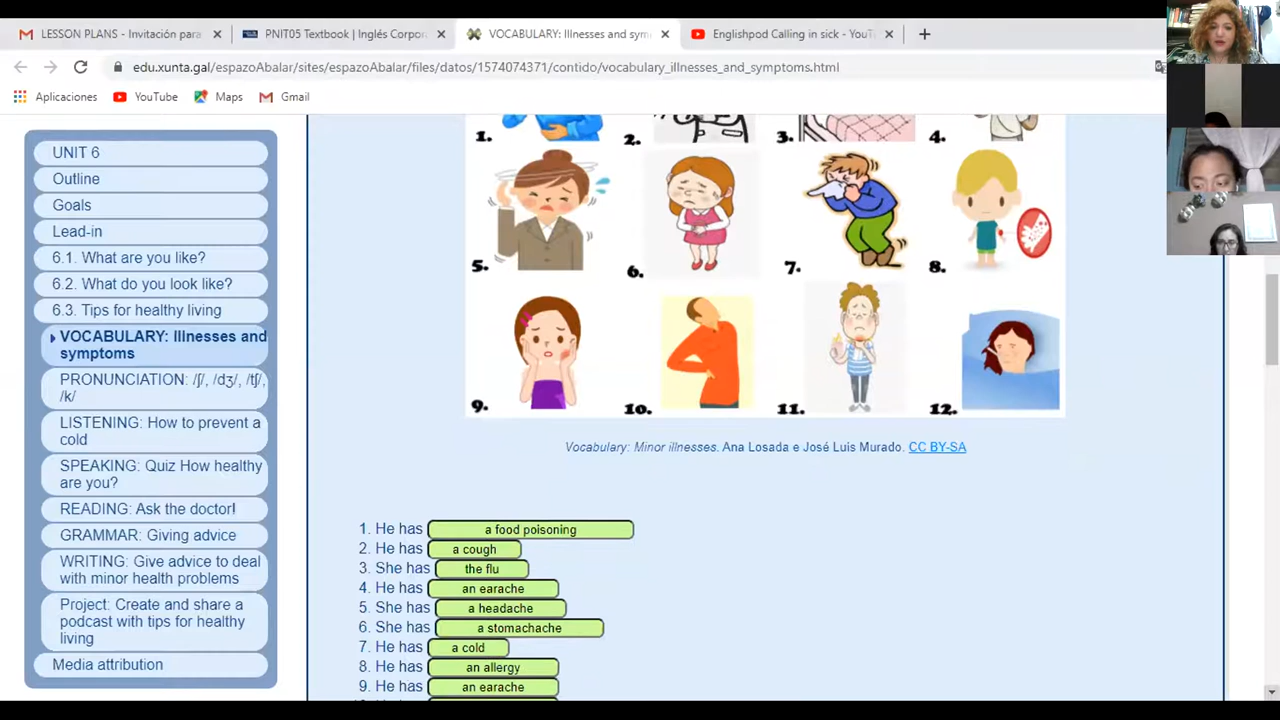 LESSON PLANS - Invitación para
PNIT05 Textbook | Inglés Corpor
VOCABULARY: Illnesses and sym
Englishpod Calling in sick - YouT
edu.xunta.gal/espazoAbalar/sites/espazoAbalar/files/datos/1574074371/contido/vocabulary_illnesses_and_symptoms.html
Aplicaciones YouTube Maps Gmail
UNIT 6
Outline
Goals
Lead-in
6.1. What are you like?
6.2. What do you look like?
6.3. Tips for healthy living
VOCABULARY: Illnesses and
symptoms
PRONUNCIATION: /ʃ/, /dʒ/, /tʃ/,
/k/
LISTENING: How to prevent a
cold
SPEAKING: Quiz How healthy
are you?
READING: Ask the doctor!
GRAMMAR: Giving advice
WRITING: Give advice to deal
with minor health problems
Project: Create and share a
podcast with tips for healthy
living
Media attribution
1. 2. 3. 4.
5. 6. 7. 8.
9. 10. 11. 12.
Vocabulary: Minor illnesses. Ana Losada e José Luis Murado. CC BY-SA
1. He has a food poisoning
2. He has a cough
3. She has the flu
4. He has an earache
5. She has a headache
6. She has a stomachache
7. He has a cold
8. He has an allergy
9. He has an earache